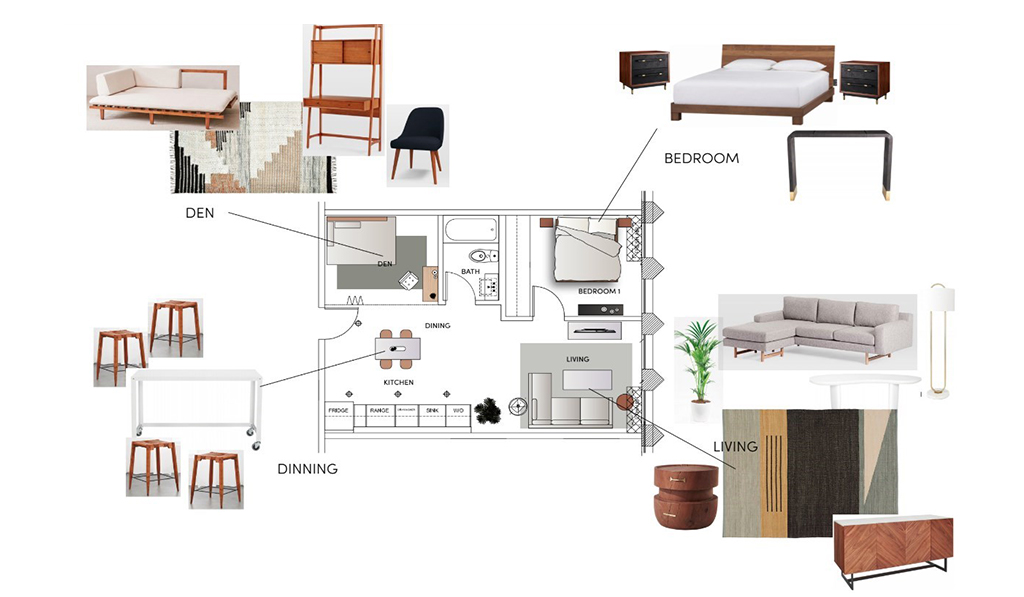 BEDROOM
DEN
DEN
BATH
BEDROOM 1
DINING
LIVING
KITCHEN
FRIDGE
RANGE
SINK
W/D
LIVING
DINNING